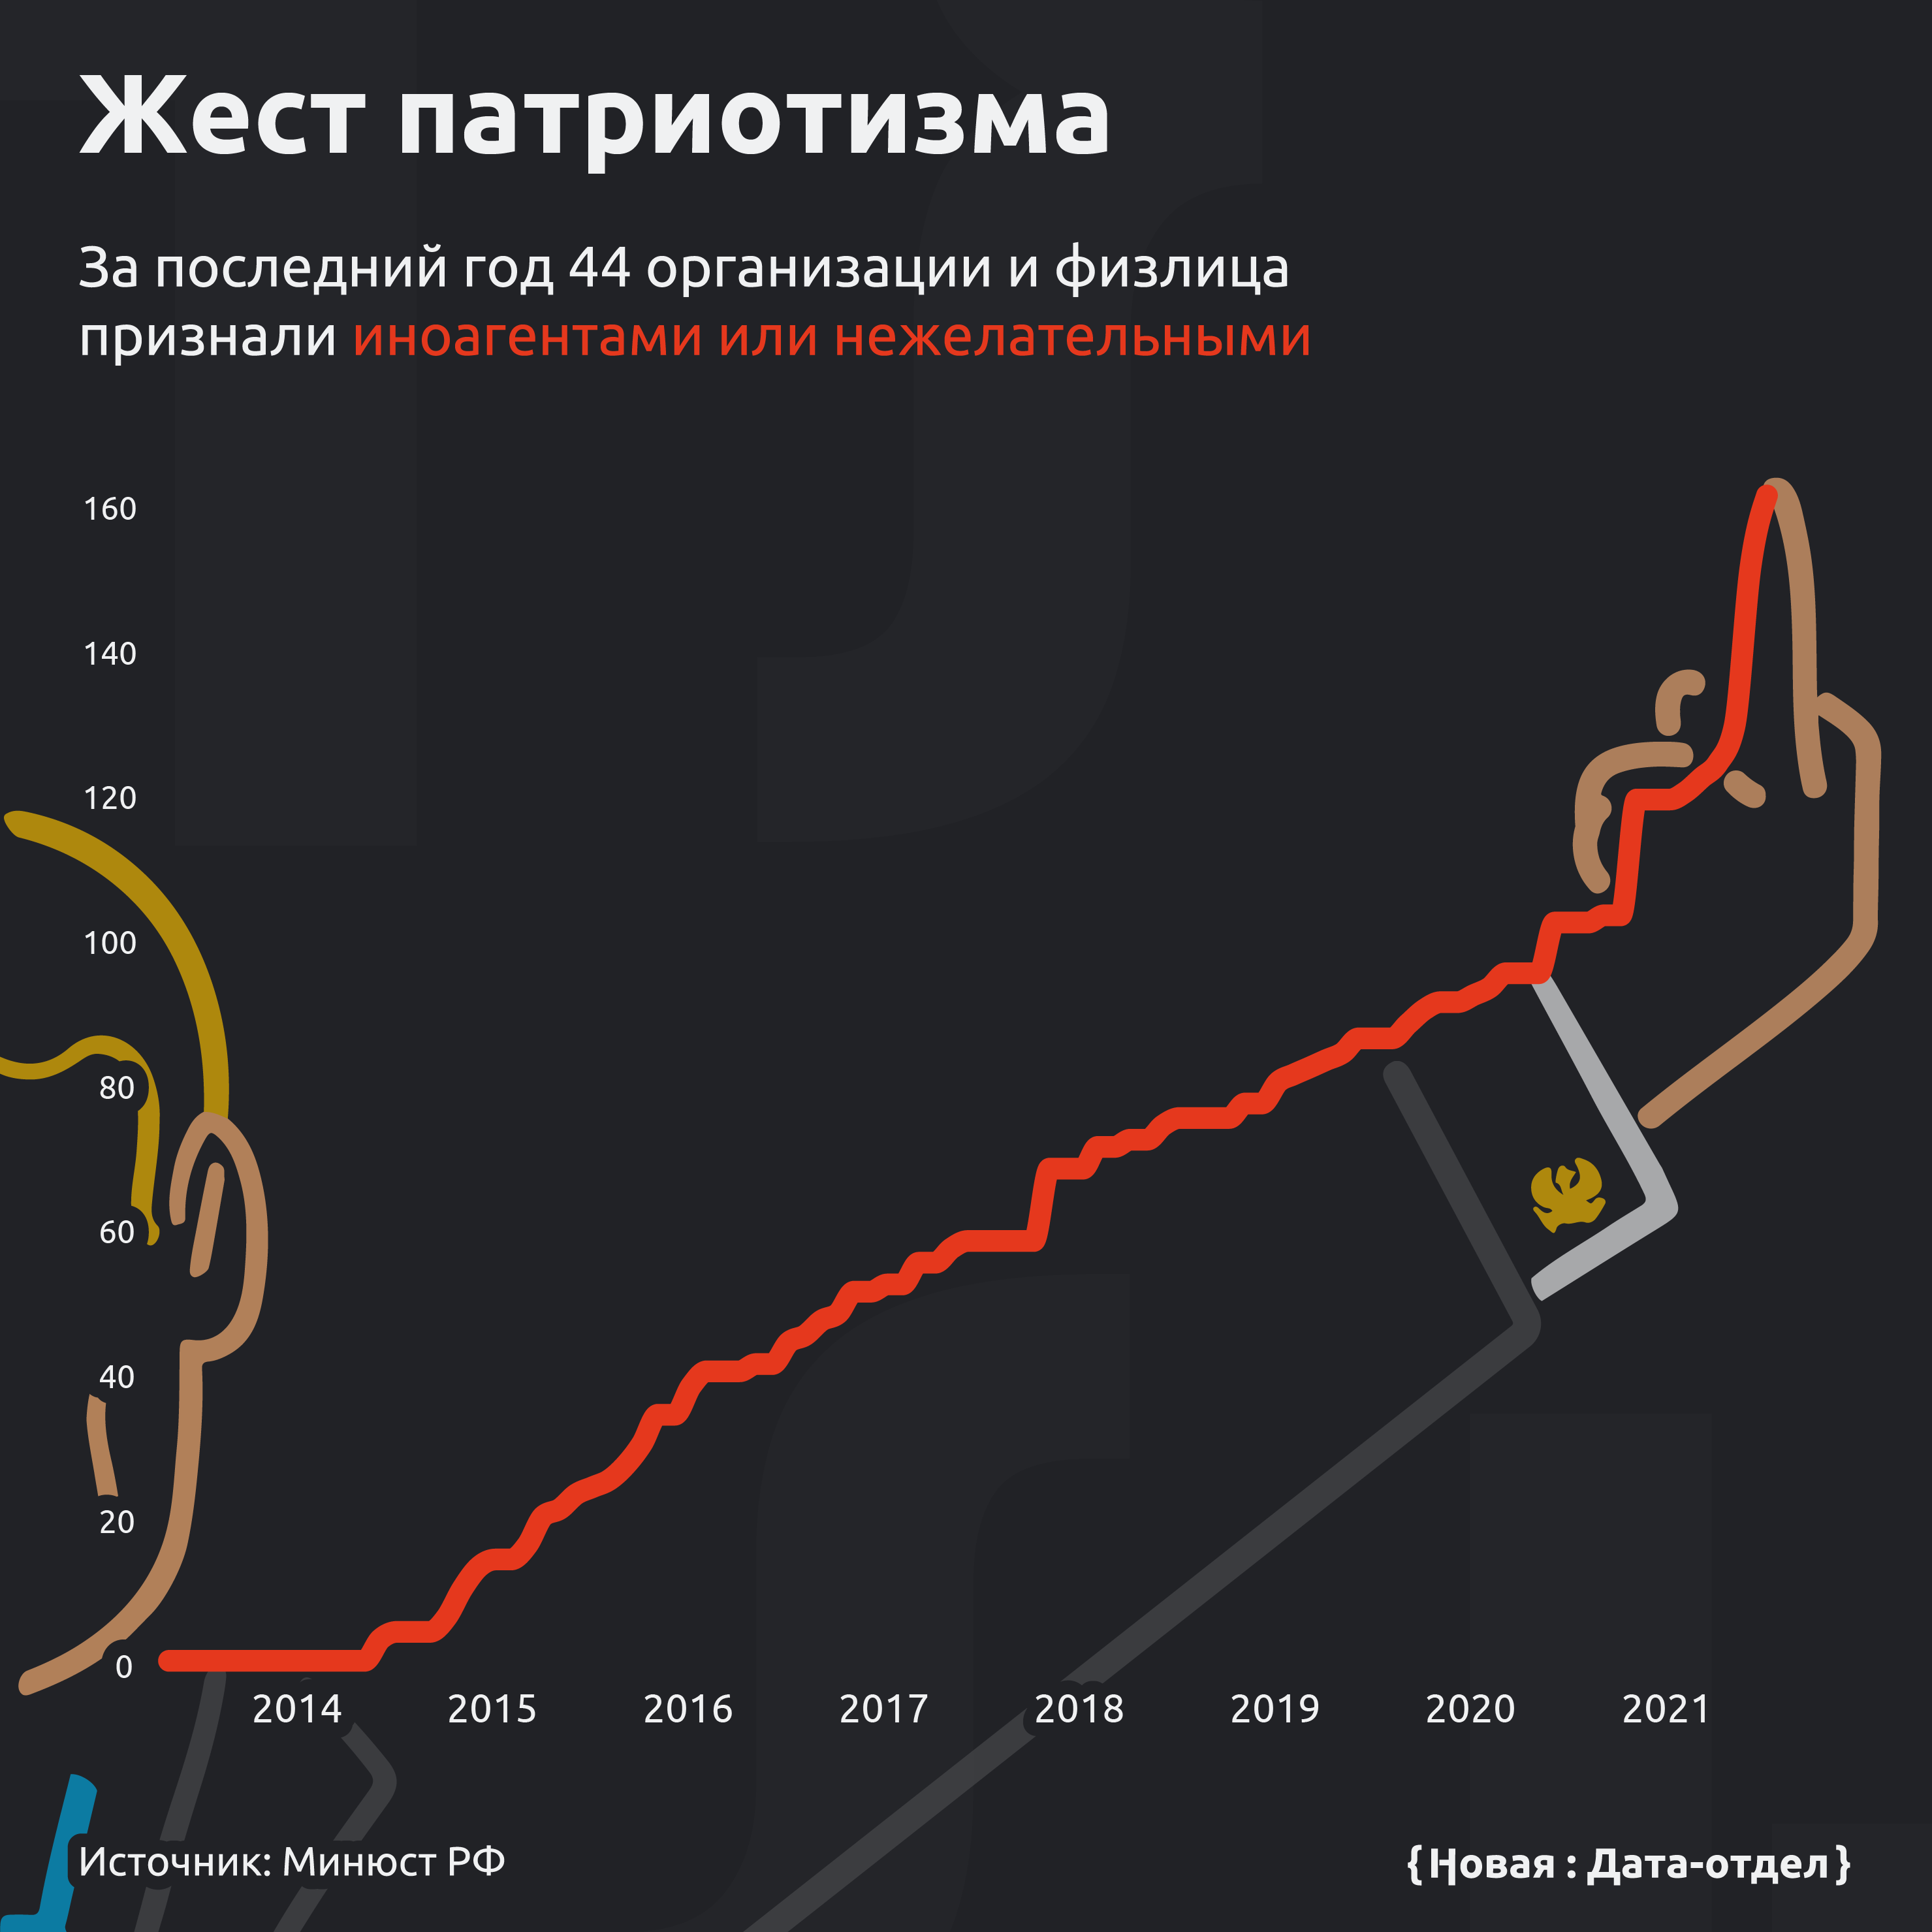 Жест патриотизма
За последний год 44 организации и физлица
признали иноагентами или нежелательными
160
140
120
100
80
60
40
20
0
2014 2015 2016 2017 2018 2019 2020 2021
Источник: Минюст РФ
{Новая : Дата-отдел}